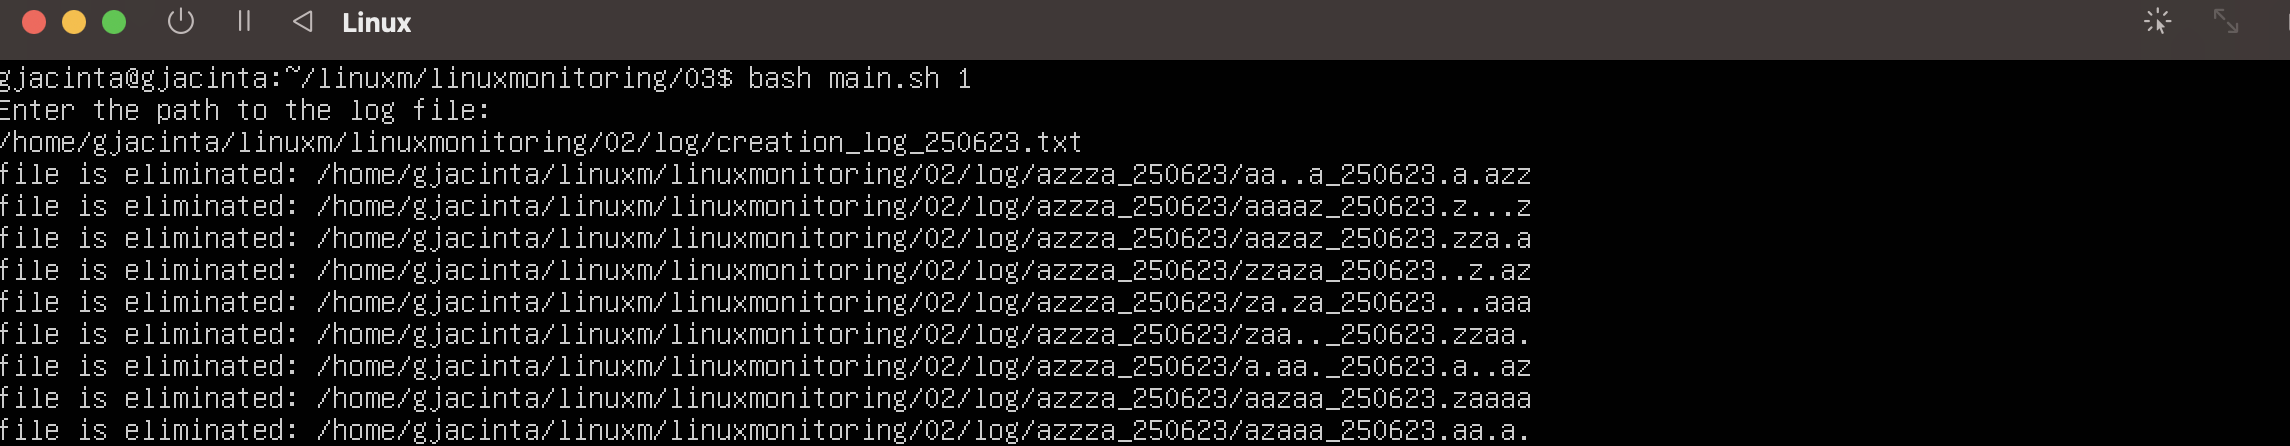 Linux
gjacinta@gjacinta:~/linuxm/linuxmonitoring/03$ bash main.sh 1
Enter the path to the log file:
/home/gjacinta/linuxm/linuxmonitoring/02/log/creation_log_250623.txt
file is eliminated: /home/gjacinta/linuxm/linuxmonitoring/02/log/azzza_250623/aa..a_250623.a.azz
file is eliminated: /home/gjacinta/linuxm/linuxmonitoring/02/log/azzza_250623/aaaaz_250623.z...z
file is eliminated: /home/gjacinta/linuxm/linuxmonitoring/02/log/azzza_250623/aazaz_250623.zza.a
file is eliminated: /home/gjacinta/linuxm/linuxmonitoring/02/log/azzza_250623/zzaza_250623..z.az
file is eliminated: /home/gjacinta/linuxm/linuxmonitoring/02/log/azzza_250623/za.za_250623...aaa
file is eliminated: /home/gjacinta/linuxm/linuxmonitoring/02/log/azzza_250623/zaa.._250623.zzaa.
file is eliminated: /home/gjacinta/linuxm/linuxmonitoring/02/log/azzza_250623/a.aa._250623.a..az
file is eliminated: /home/gjacinta/linuxm/linuxmonitoring/02/log/azzza_250623/aazaa_250623.zaaaa
file is eliminated: /home/gjacinta/linuxm/linuxmonitoring/02/log/azzza_250623/azaaa_250623.aa.a.